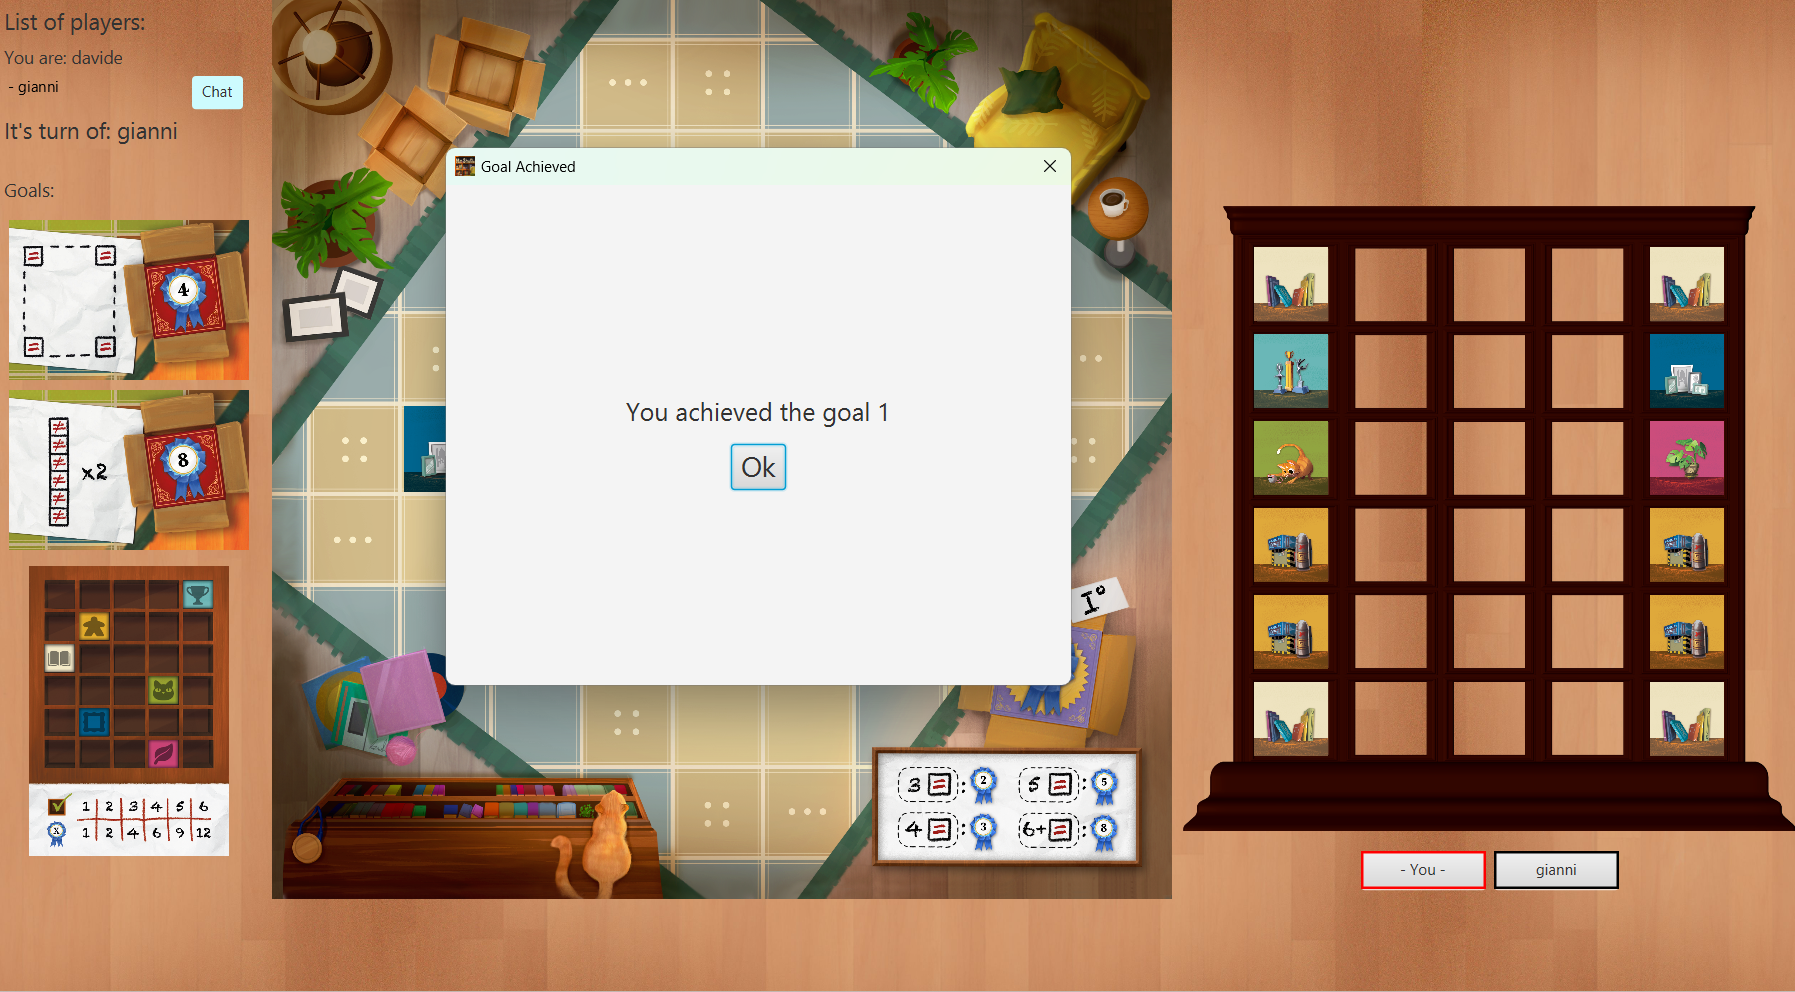 List of players:
You are: davide
- gianni
Chat
It's turn of: gianni
Goals:
4
x2
8
1 2 3 4 5 6
x 1 2 4 6 9 12
Goal Achieved
You achieved the goal 1
Ok
I°
3 = : 2
5 = : 5
4 = : 3
6+ = : 8
- You -
gianni